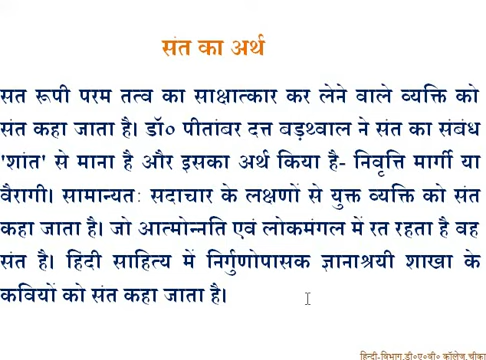 संत का अर्थ
सत रूपी परम तत्व का साक्षात्कार कर लेने वाले व्यक्ति को
संत कहा जाता है। डॉ० पीतांबर दत्त बड़थ्वाल ने संत का संबंध
'शांत' से माना है और इसका अर्थ किया है- निवृत्ति मार्गी या
वैरागी। सामान्यतः सदाचार के लक्षणों से युक्त व्यक्ति को संत
कहा जाता है। जो आत्मोन्नति एवं लोकमंगल में रत रहता है वह
संत है। हिंदी साहित्य में निर्गुणोपासक ज्ञानाश्रयी शाखा के
कवियों को संत कहा जाता है।
हिन्दी-विभाग,डी०ए०वी० कॉलेज,चीका